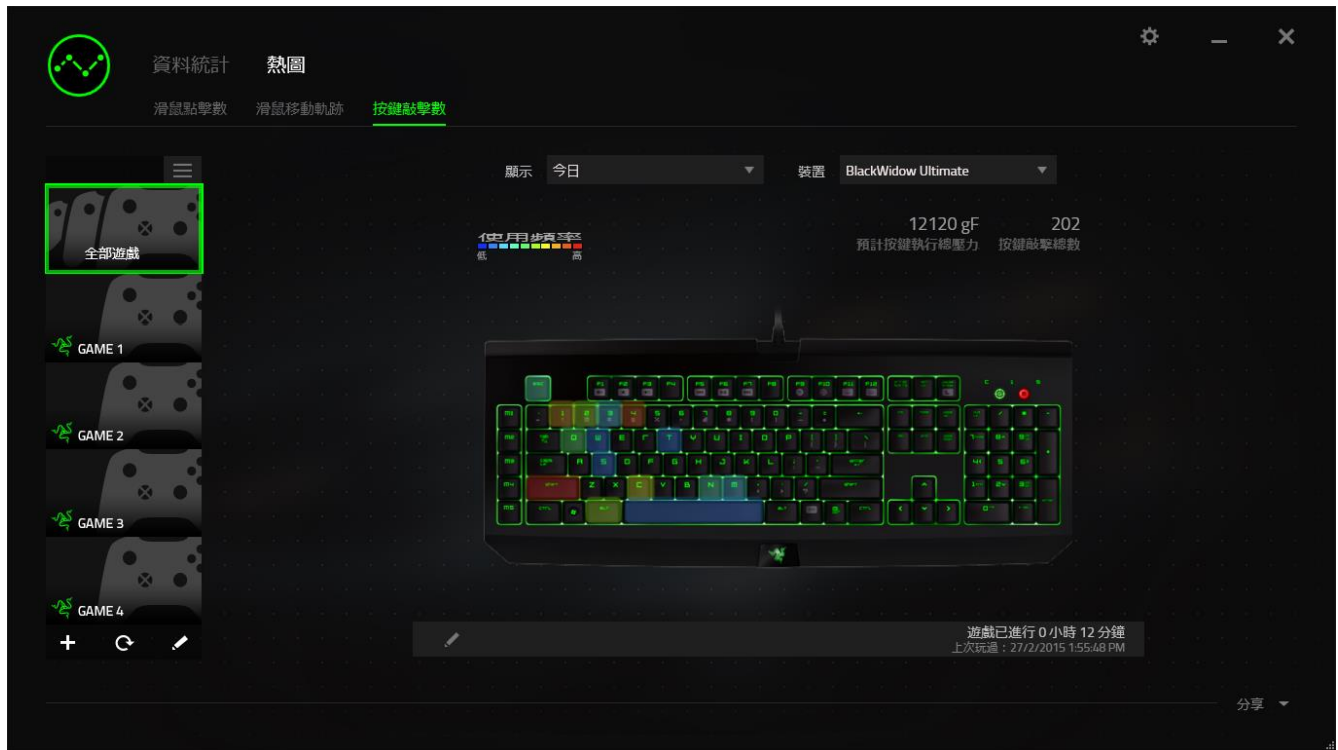 資料統計 熱圖
滑鼠點擊數 滑鼠移動軌跡 按鍵敲擊數
顯示 今日 裝置 BlackWidow Ultimate
使用頻率
低 高
12120 gF 202
預計按鍵執行總壓力 按鍵敲擊總數
全部遊戲
GAME 1
GAME 2
GAME 3
GAME 4
遊戲已進行 0 小時 12 分鐘
上次玩過：27/2/2015 1:55:48 PM
分享